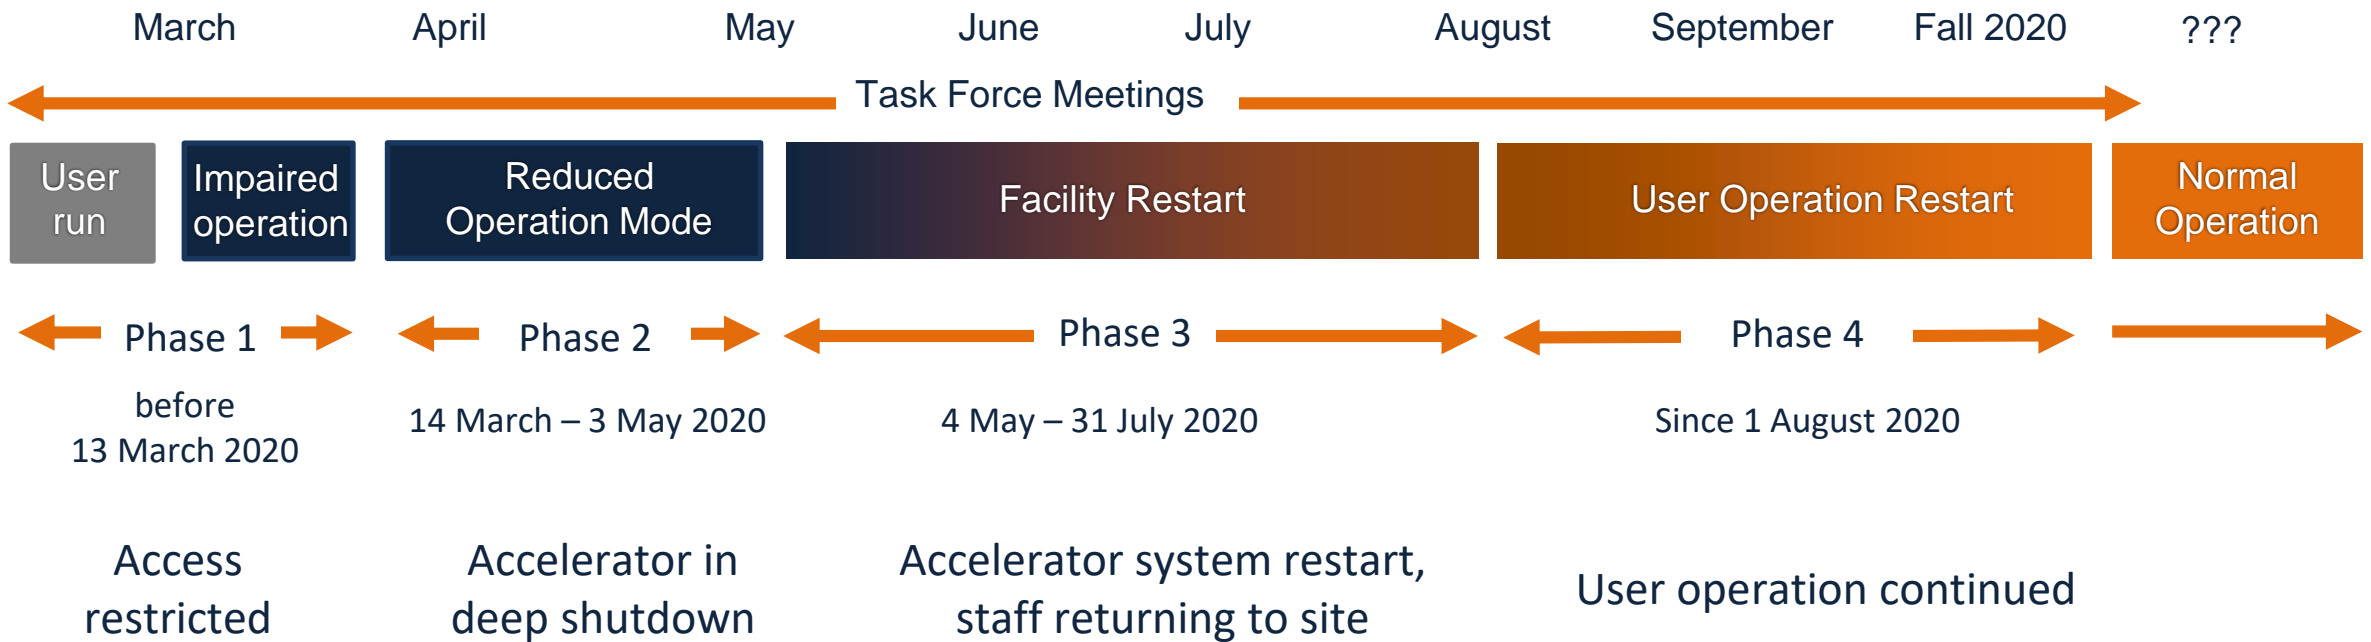 March April May June July August September Fall 2020 ???
Task Force Meetings
User
run
Impaired
operation
Reduced
Operation Mode
Facility Restart
User Operation Restart
Normal
Operation
Phase 1
Phase 2
Phase 3
Phase 4
before
13 March 2020
14 March – 3 May 2020
4 May – 31 July 2020
Since 1 August 2020
Access
restricted
Accelerator in
deep shutdown
Accelerator system restart,
staff returning to site
User operation continued